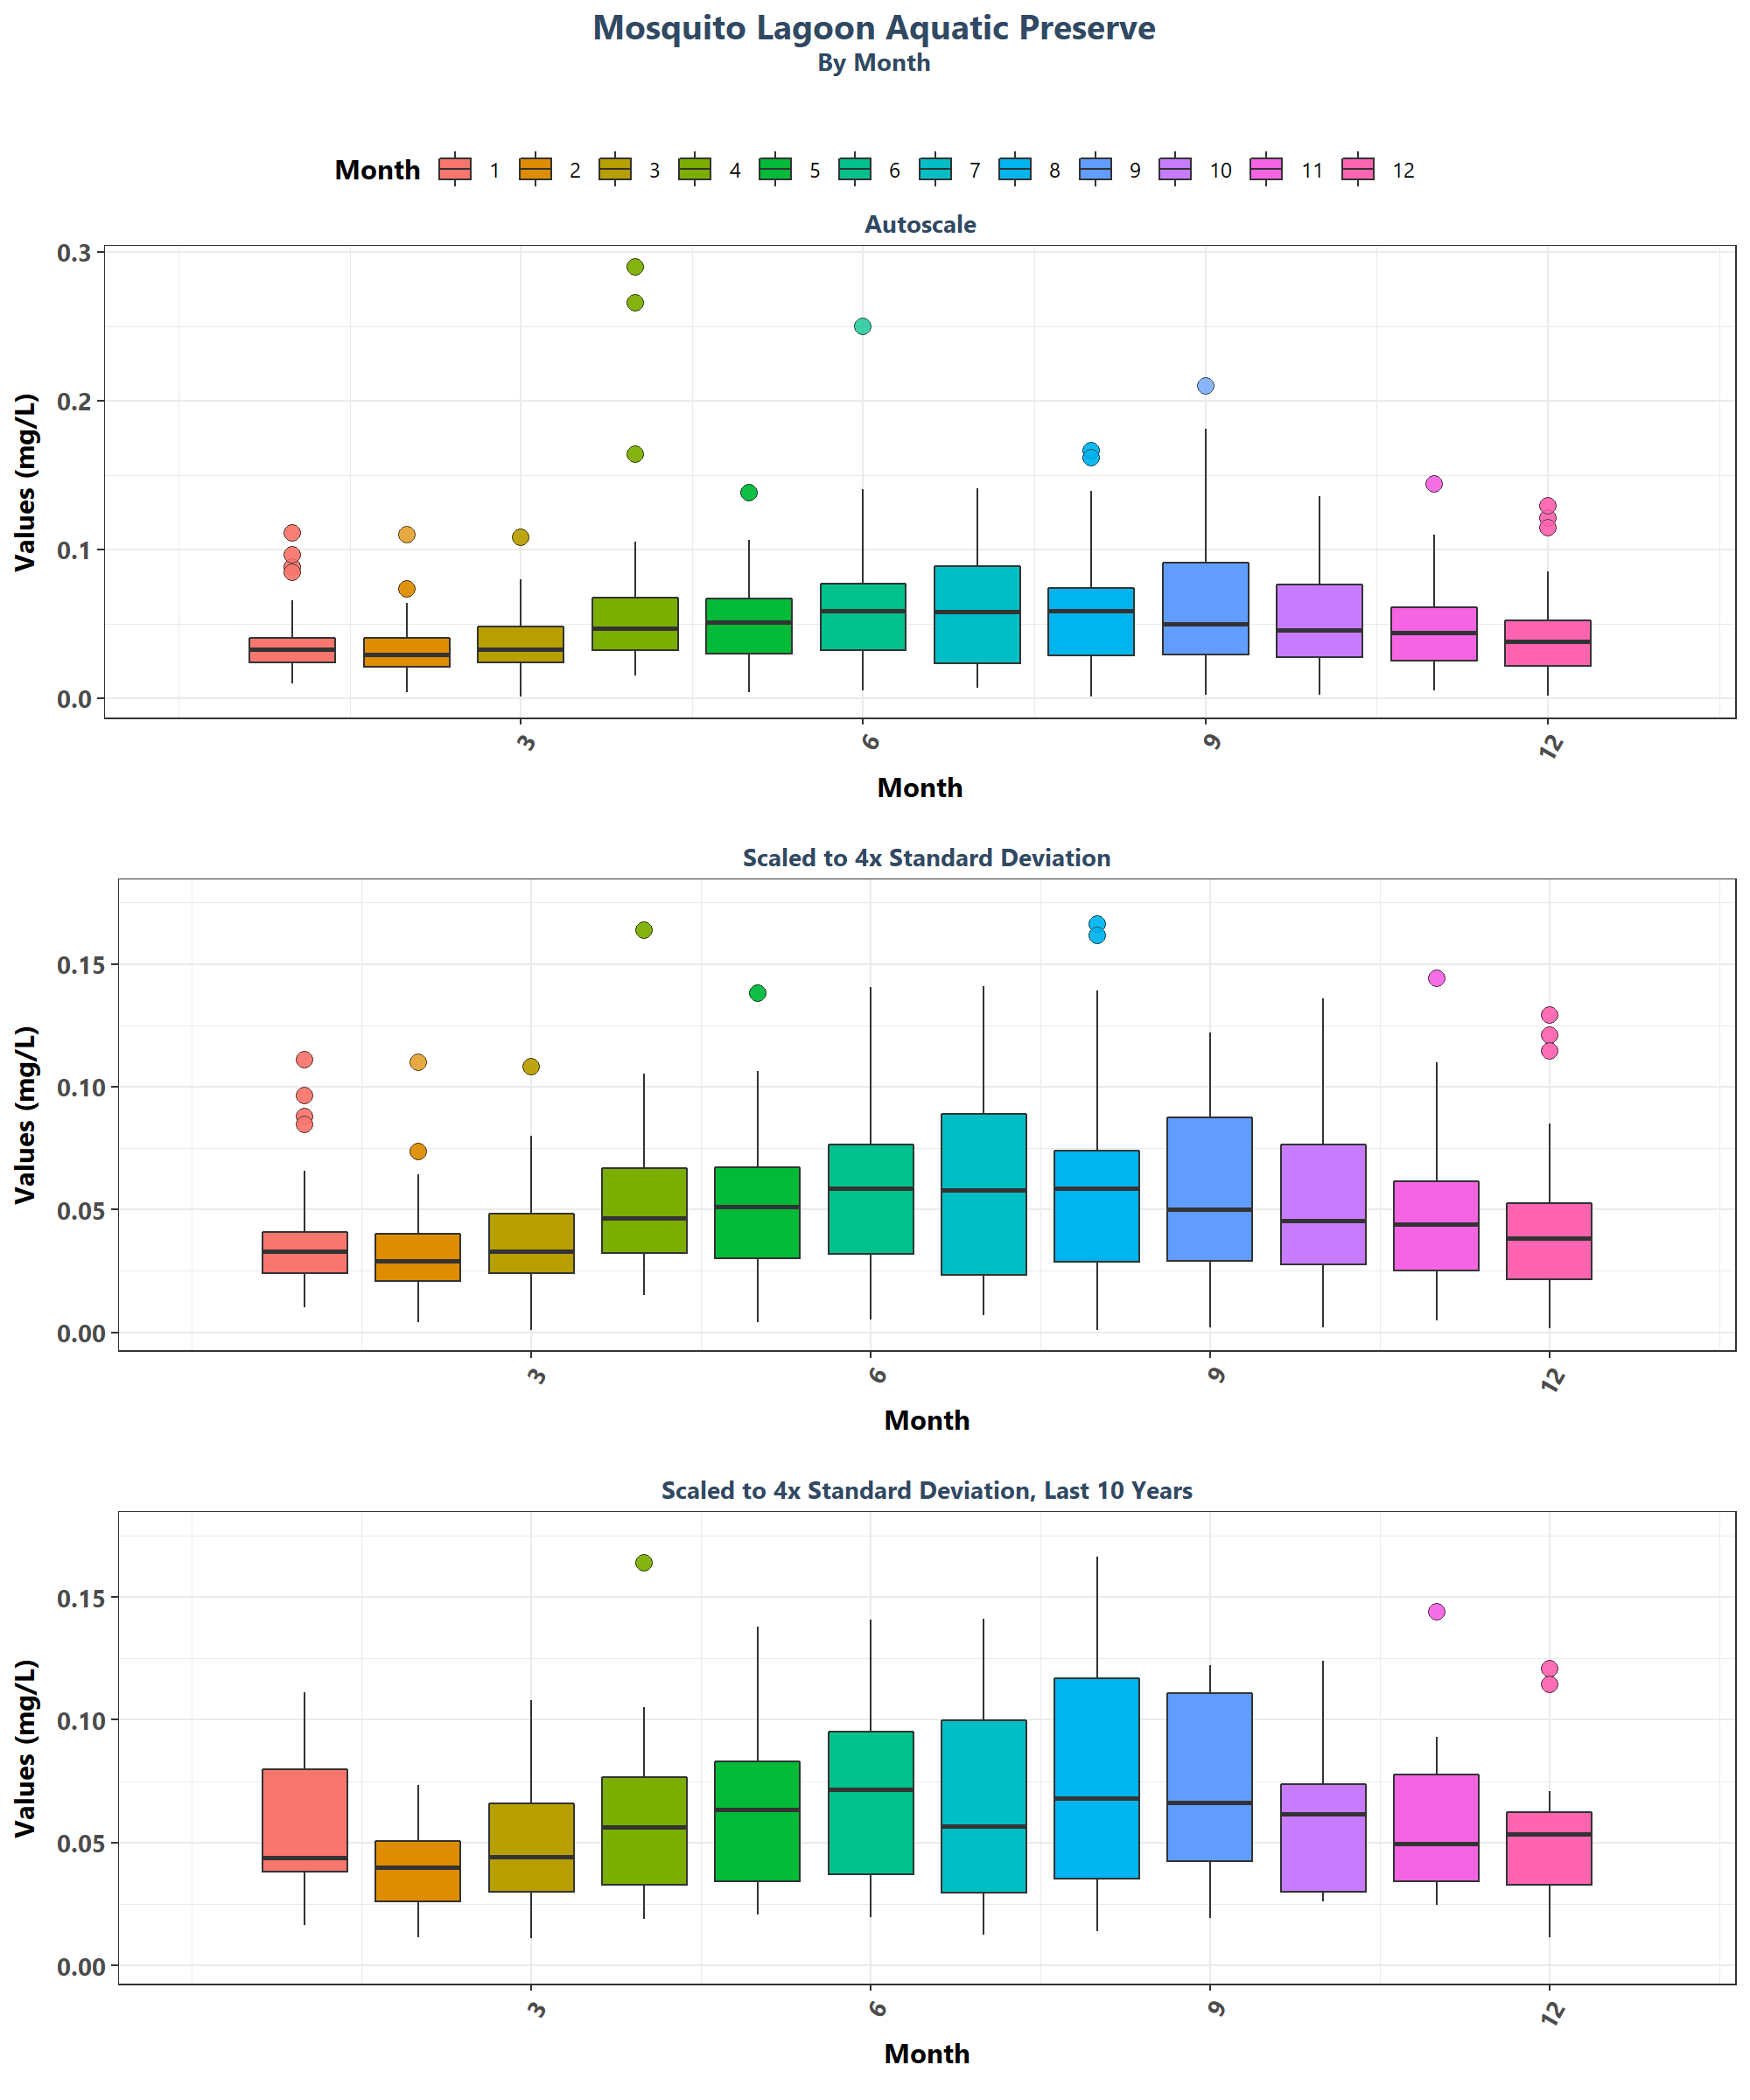 Mosquito Lagoon Aquatic Preserve
By Month
Month 1 2 3 4 5 6 7 8 9 10 11 12
Autoscale
Values (mg/L)
0.3
0.2
0.1
0.0
3 6 9 12
Month
Scaled to 4x Standard Deviation
Values (mg/L)
0.15
0.10
0.05
0.00
3 6 9 12
Month
Scaled to 4x Standard Deviation, Last 10 Years
Values (mg/L)
0.15
0.10
0.05
0.00
3 6 9 12
Month